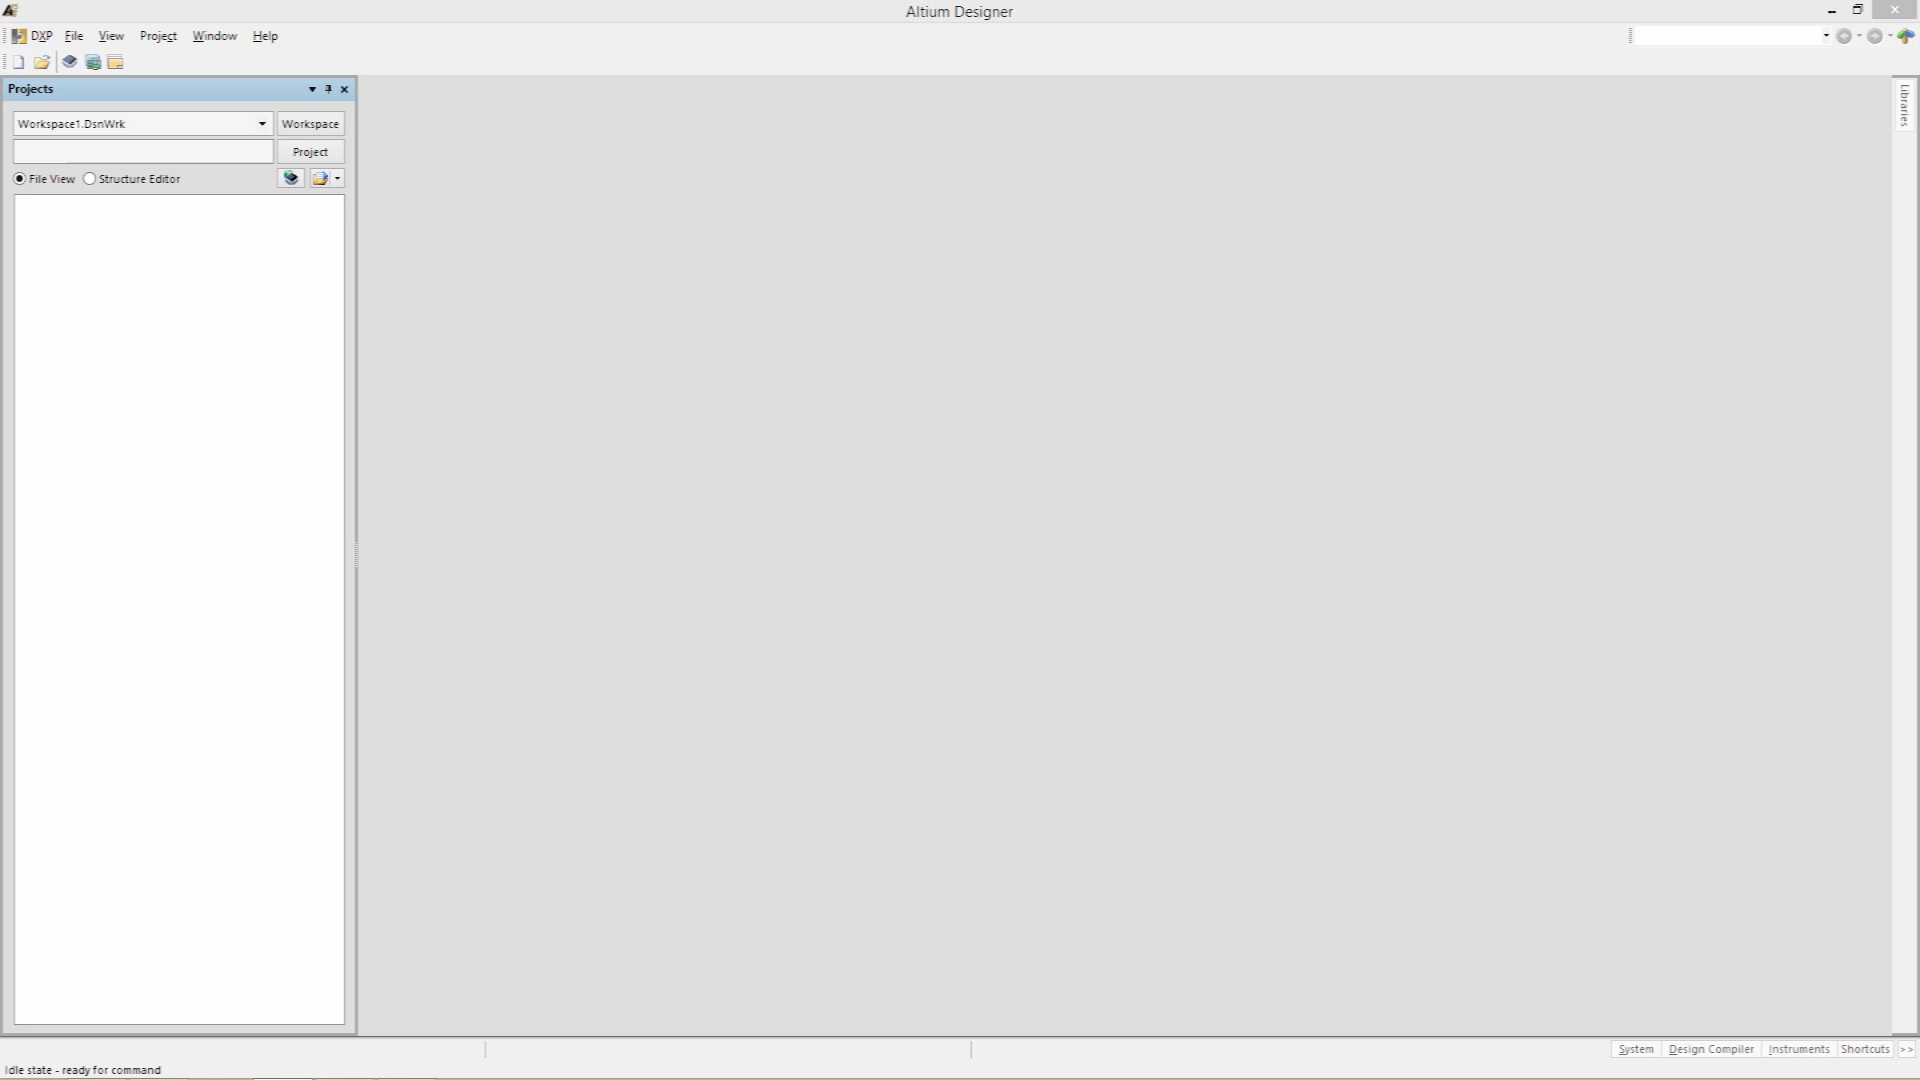 Altium Designer
DXP File View Project Window Help
Projects
Workspace1.DsnWrk Workspace
Project
File View Structure Editor
Libraries
System Design Compiler Instruments Shortcuts >>
Idle state - ready for command